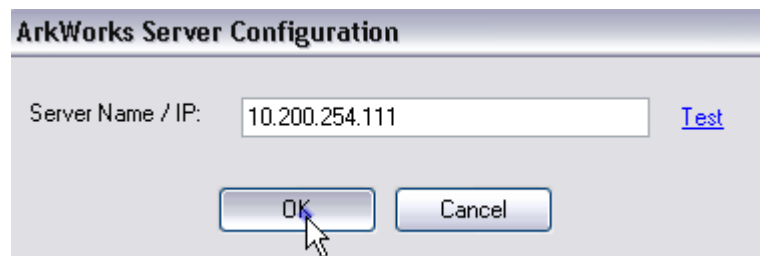 ArkWorks Server Configuration
Server Name / IP: 10.200.254.111 Test
OK Cancel